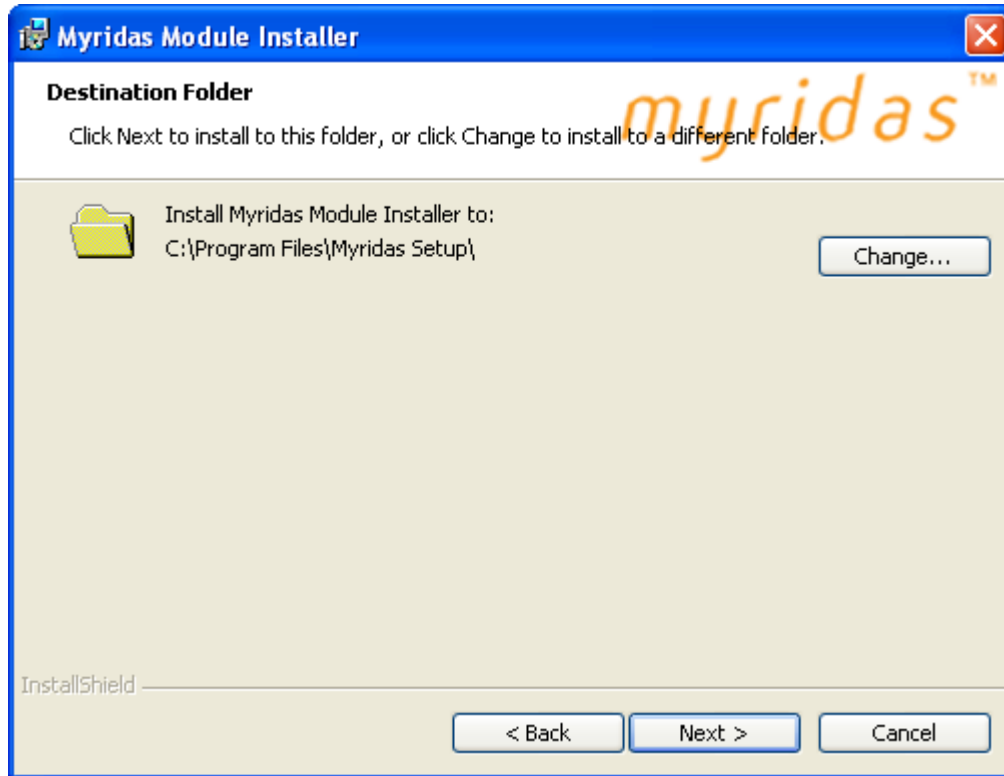 Myridas Module Installer
myridas™
Destination Folder
Click Next to install to this folder, or click Change to install to a different folder.
Install Myridas Module Installer to:
C:\Program Files\Myridas Setup\
Change...
InstallShield
< Back
Next >
Cancel